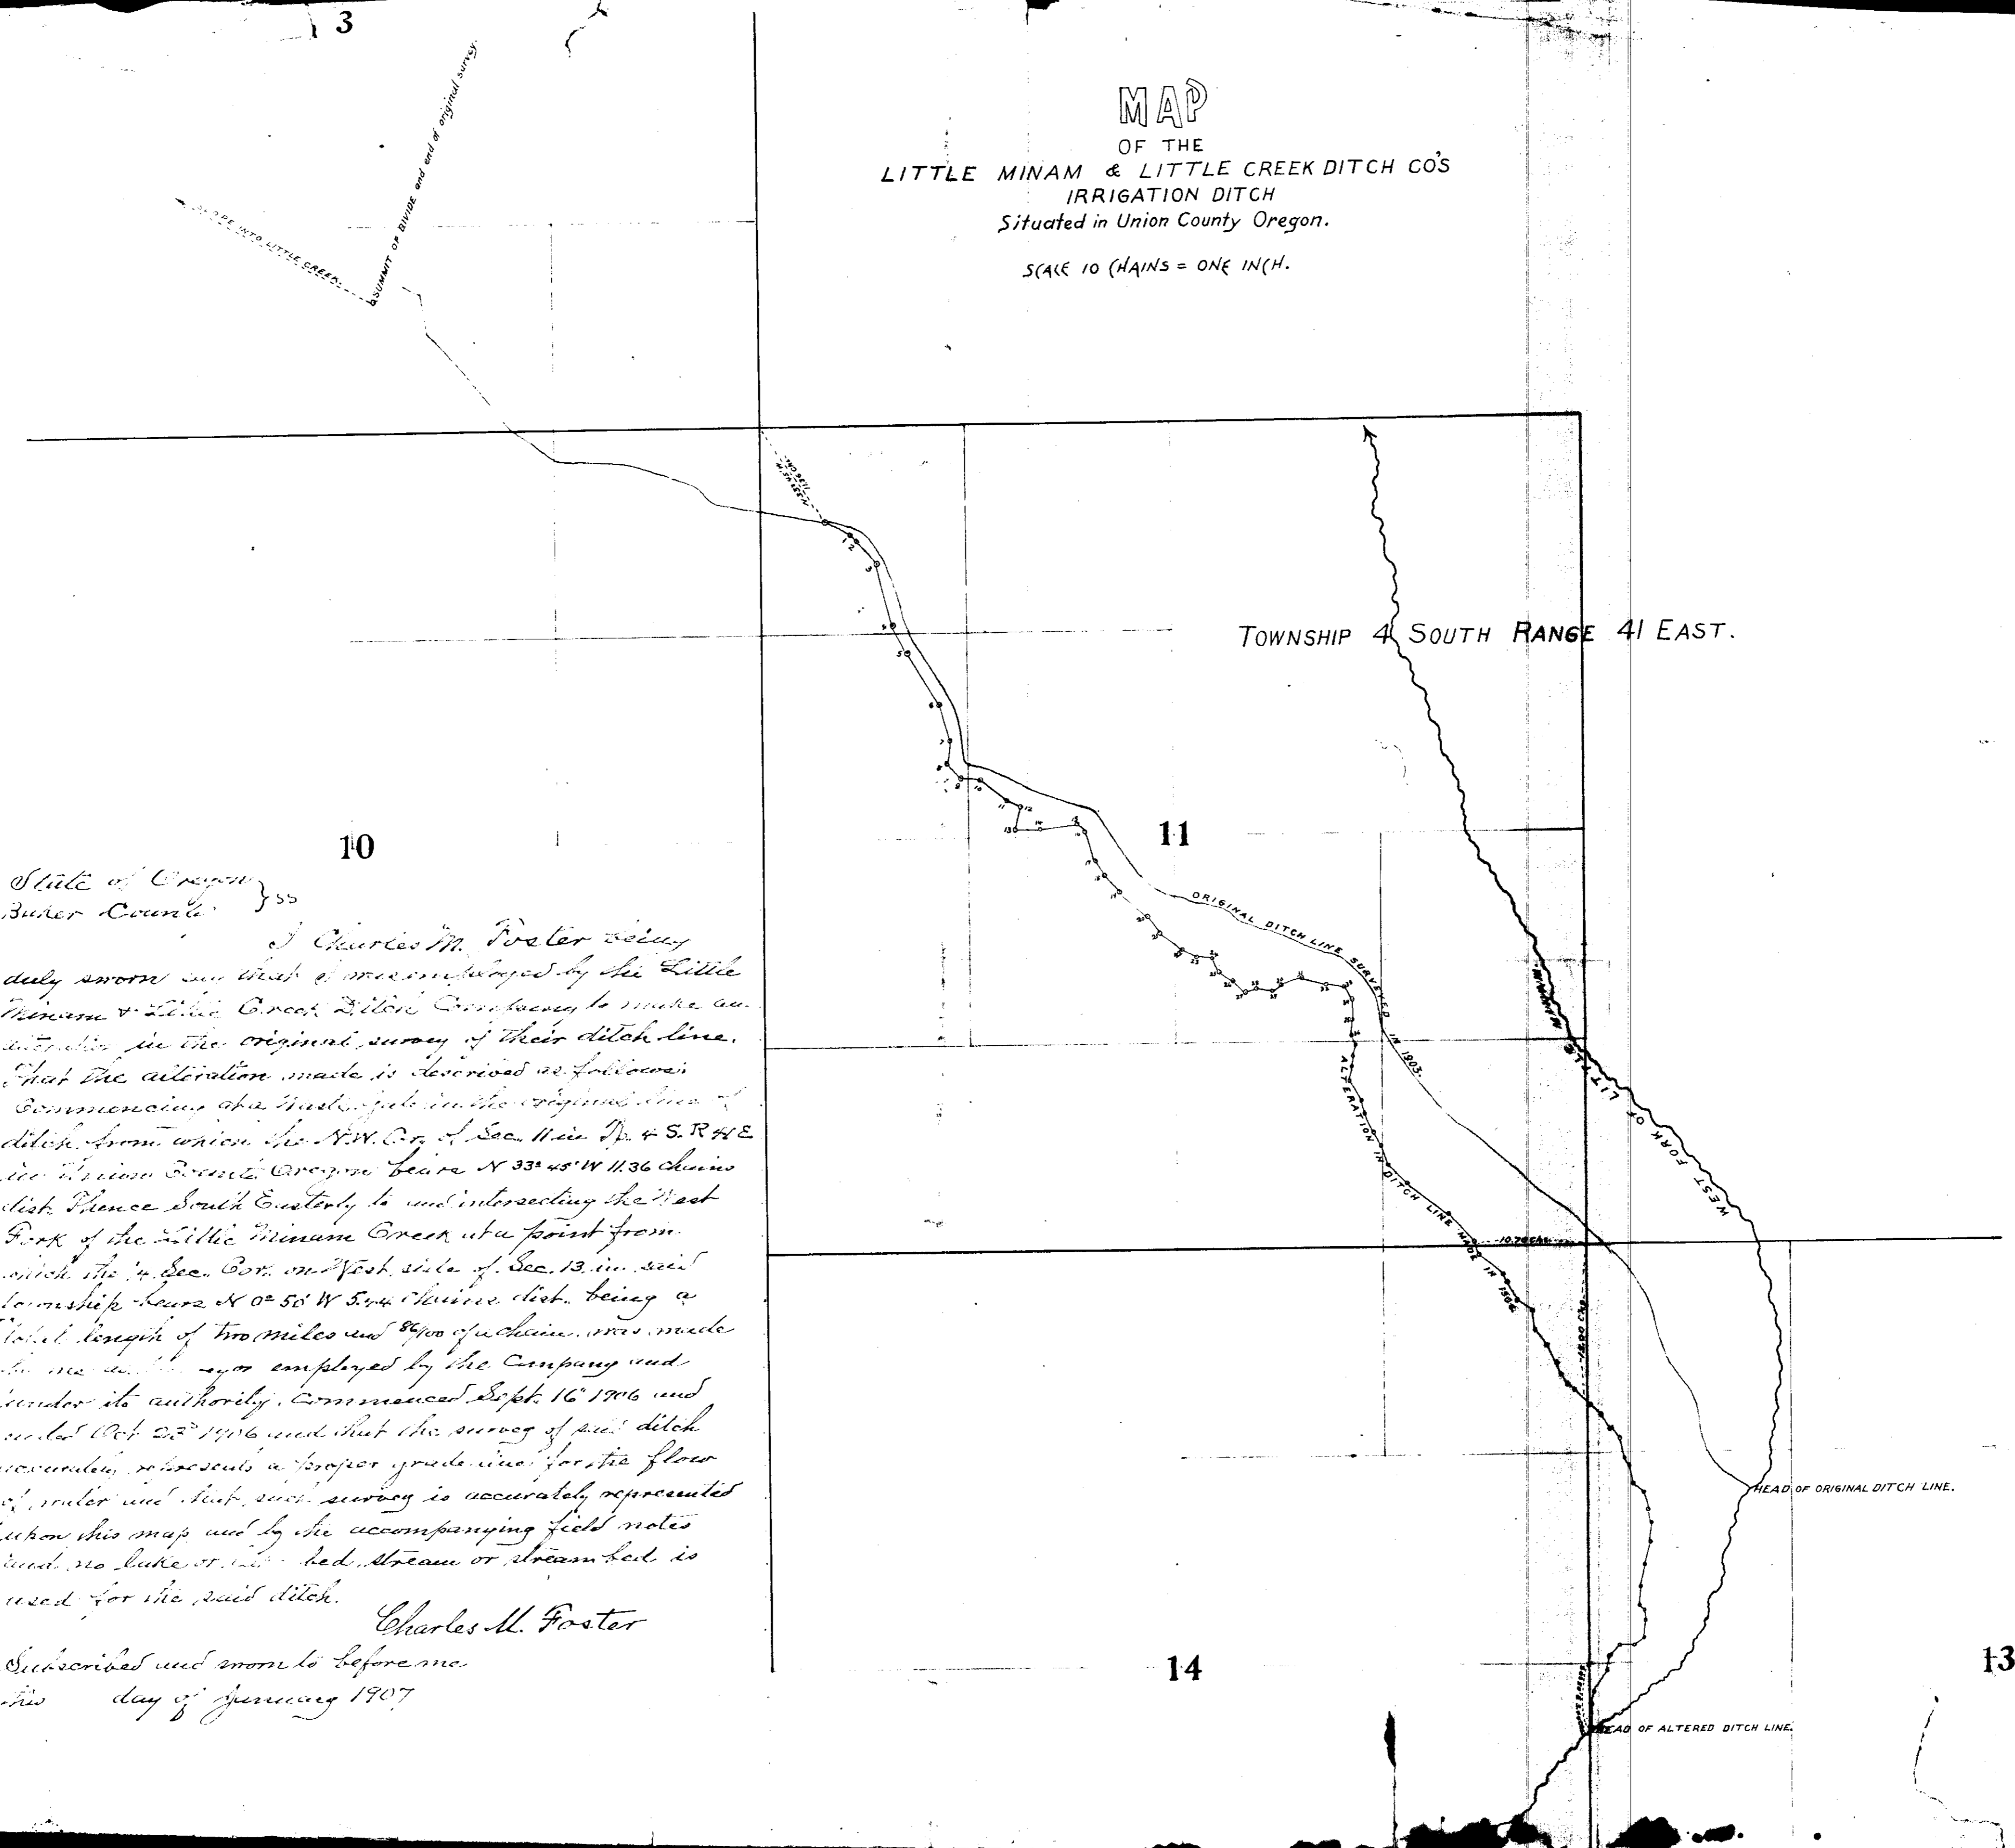 3
MAP
OF THE
LITTLE MINAM & LITTLE CREEK DITCH CO'S
IRRIGATION DITCH
Situated in Union County Oregon.
SCALE 10 CHAINS = ONE INCH.
SUMMIT OF DIVIDE and end of original survey.
SLOPE INTO LITTLE CREEK.
TOWNSHIP 4 SOUTH RANGE 41 EAST.
10
11
ORIGINAL DITCH LINE SURVEYED IN 1903.
ALTERATION IN DITCH LINE MADE IN 1906
WEST FORK OF LITTLE MINAM
HEAD OF ORIGINAL DITCH LINE.
14
13
HEAD OF ALTERED DITCH LINE.
State of Oregon } ss
Baker County
I Charles M. Foster being
duly sworn say that I was employed by the Little
Minam & Little Creek Ditch Company to make an
alteration in the original survey of their ditch line.
That the alteration made is described as follows:
Commencing at a waste gate in the original line of
ditch from which the N.W. Cor. of Sec. 11 in Tp. 4 S. R 41 E
in Union County Oregon bears N 33° 45' W 11.36 chains
dist. Thence South Easterly to and intersecting the West
Fork of the Little Minam Creek at a point from
which the ¼ Sec. Cor. on West side of Sec. 13 in said
township bears N 0° 50' W 5.44 chains dist. being a
total length of two miles and 86/100 of a chain, was made
by me employed by the Company and
under its authority, Commenced Sept. 16" 1906 and
ended Oct 1906 and that the survey of said ditch
accurately represents a proper grade line for the flow
of water and that such survey is accurately represented
upon this map and by the accompanying field notes
and no lake or bed, stream or stream bed is
used for the said ditch.
Charles M. Foster
Subscribed and sworn to before me
this day of January 1907